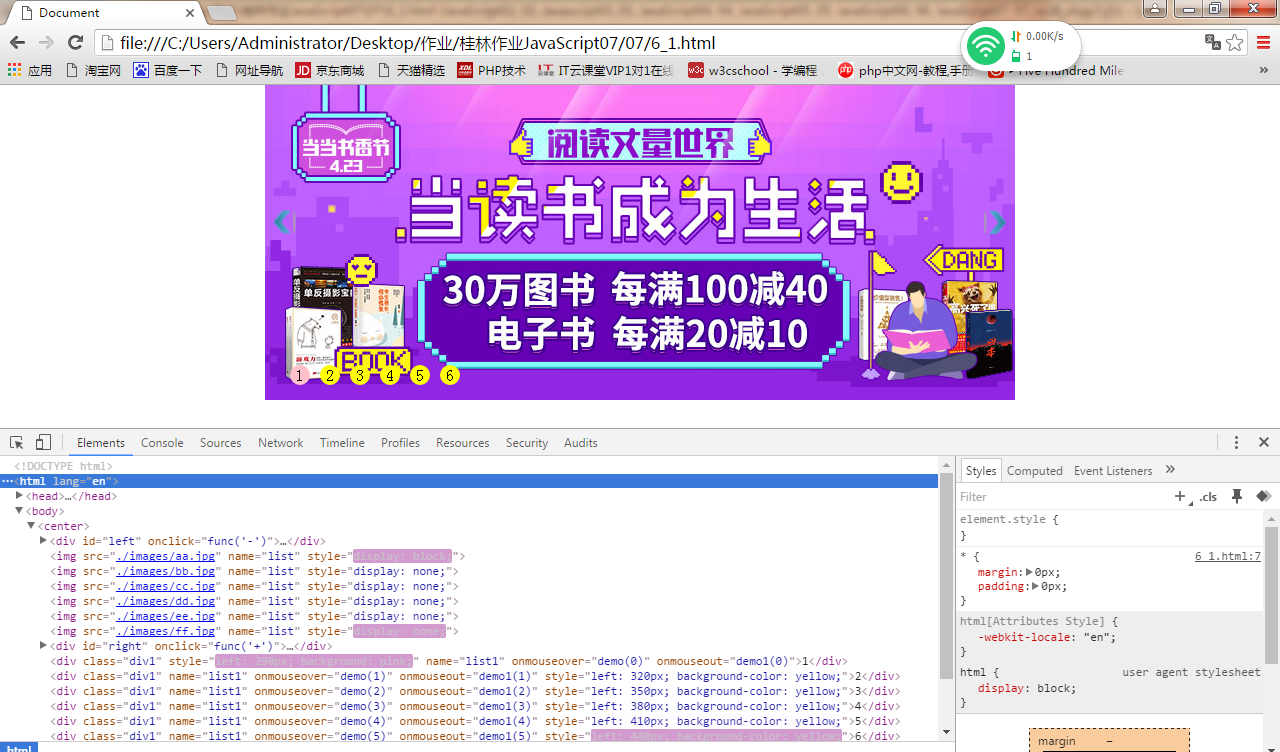 Document
file:///C:/Users/Administrator/Desktop/作业/桂林作业JavaScript07/07/6_1.html
0.00K/s
1
应用 淘宝网 百度一下 网址导航 京东商城 天猫精选 PHP技术 IT云课堂VIP1对1在线 w3cschool - 学编程 php中文网-教程,手册 Five Hundred Mile »
当当书香节
4.23
阅读丈量世界
当读书成为生活
DANG
30万图书 每满100减40
电子书 每满20减10
单反摄影宝
BOOK
1 2 3 4 5 6
Elements Console Sources Network Timeline Profiles Resources Security Audits
<!DOCTYPE html>
…<html lang="en">
<head>…</head>
<body>
<center>
<div id="left" onclick="func('-')">…</div>
<img src="./images/aa.jpg" name="list" style="display: block;">
<img src="./images/bb.jpg" name="list" style="display: none;">
<img src="./images/cc.jpg" name="list" style="display: none;">
<img src="./images/dd.jpg" name="list" style="display: none;">
<img src="./images/ee.jpg" name="list" style="display: none;">
<img src="./images/ff.jpg" name="list" style="display: none;">
<div id="right" onclick="func('+')">…</div>
<div class="div1" style="left: 290px; background: pink;" name="list1" onmouseover="demo(0)" onmouseout="demo1(0)">1</div>
<div class="div1" name="list1" onmouseover="demo(1)" onmouseout="demo1(1)" style="left: 320px; background-color: yellow;">2</div>
<div class="div1" name="list1" onmouseover="demo(2)" onmouseout="demo1(2)" style="left: 350px; background-color: yellow;">3</div>
<div class="div1" name="list1" onmouseover="demo(3)" onmouseout="demo1(3)" style="left: 380px; background-color: yellow;">4</div>
<div class="div1" name="list1" onmouseover="demo(4)" onmouseout="demo1(4)" style="left: 410px; background-color: yellow;">5</div>
<div class="div1" name="list1" onmouseover="demo(5)" onmouseout="demo1(5)" style="left: 440px; background-color: yellow;">6</div>
html
Styles Computed Event Listeners »
Filter + .cls
element.style {
}
* { 6_1.html:7
margin: 0px;
padding: 0px;
}
html[Attributes Style] {
-webkit-locale: "en";
}
html { user agent stylesheet
display: block;
}
margin –